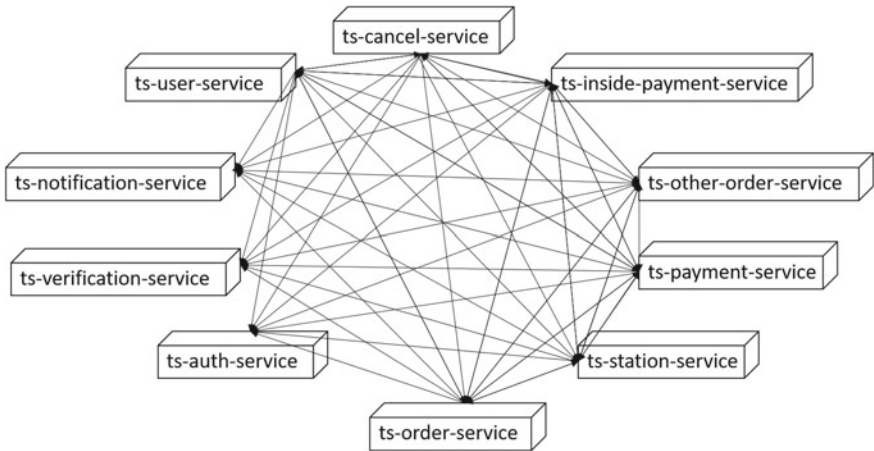 ts-cancel-service
ts-user-service
ts-inside-payment-service
ts-notification-service
ts-other-order-service
ts-verification-service
ts-payment-service
ts-auth-service
ts-station-service
ts-order-service